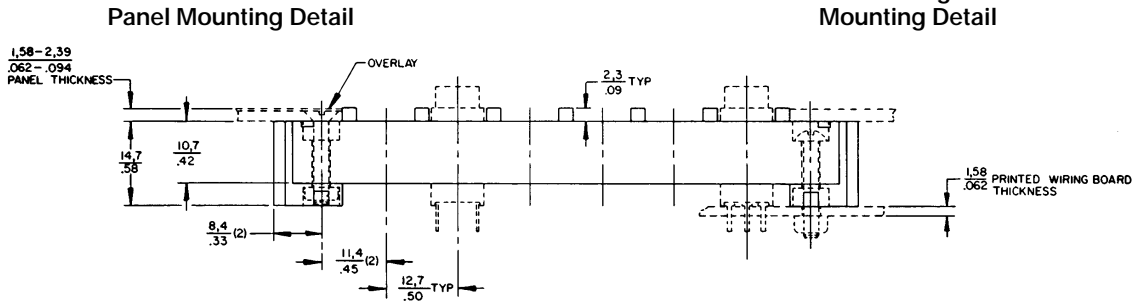 Panel Mounting Detail
Mounting Detail
1,58-2,39
.062-.094
PANEL THICKNESS
OVERLAY
2,3
.09 TYP
14,7
.58
10,7
.42
1,58
.062 PRINTED WIRING BOARD
THICKNESS
8,4
.33 (2)
11,4
.45 (2)
12,7
.50 TYP